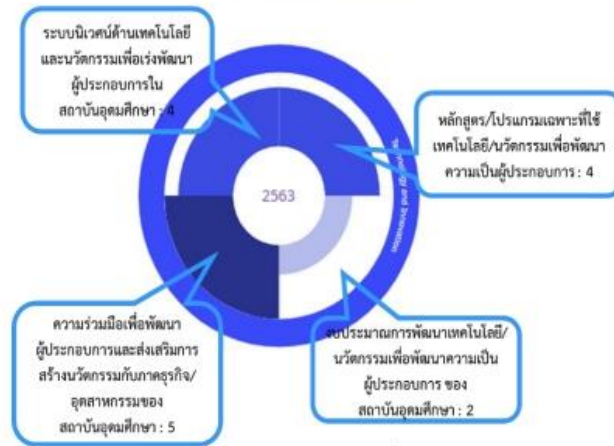 ระบบนิเวศน์ด้านเทคโนโลยี
และนวัตกรรมเพื่อเร่งพัฒนา
ผู้ประกอบการใน
สถาบันอุดมศึกษา : 4
หลักสูตร/โปรแกรมเฉพาะที่ใช้
เทคโนโลยี/นวัตกรรมเพื่อพัฒนา
ความเป็นผู้ประกอบการ : 4
2563
Technology and Innovation
ความร่วมมือเพื่อพัฒนา
ผู้ประกอบการและส่งเสริมการ
สร้างนวัตกรรมกับภาคธุรกิจ/
อุตสาหกรรมของ
สถาบันอุดมศึกษา : 5
งบประมาณการพัฒนาเทคโนโลยี/
นวัตกรรมเพื่อพัฒนาความเป็น
ผู้ประกอบการ ของ
สถาบันอุดมศึกษา : 2